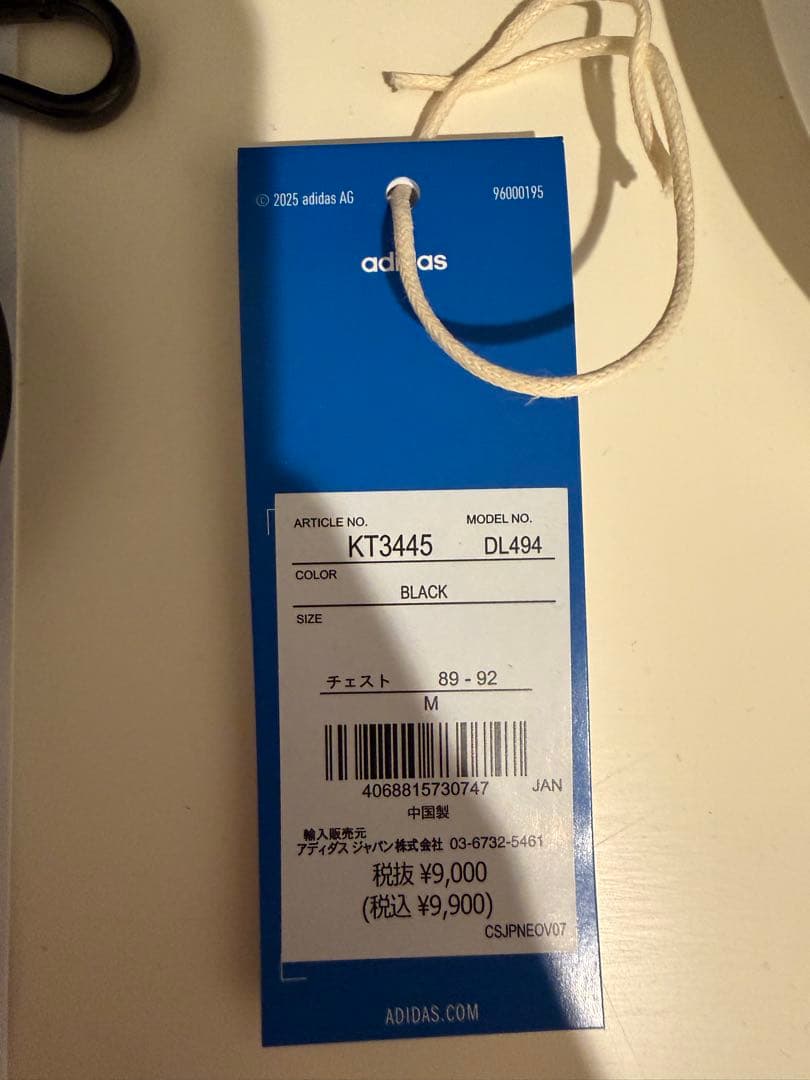 © 2025 adidas AG 96000195
adidas
ARTICLE NO. MODEL NO.
KT3445 DL494
COLOR
BLACK
SIZE
チェスト 89 - 92
M
4068815730747 JAN
中国製
輸入販売元
アディダス ジャパン株式会社 03-6732-5461
税抜 ¥9,000
(税込 ¥9,900)
CSJPNEOV07
ADIDAS.COM